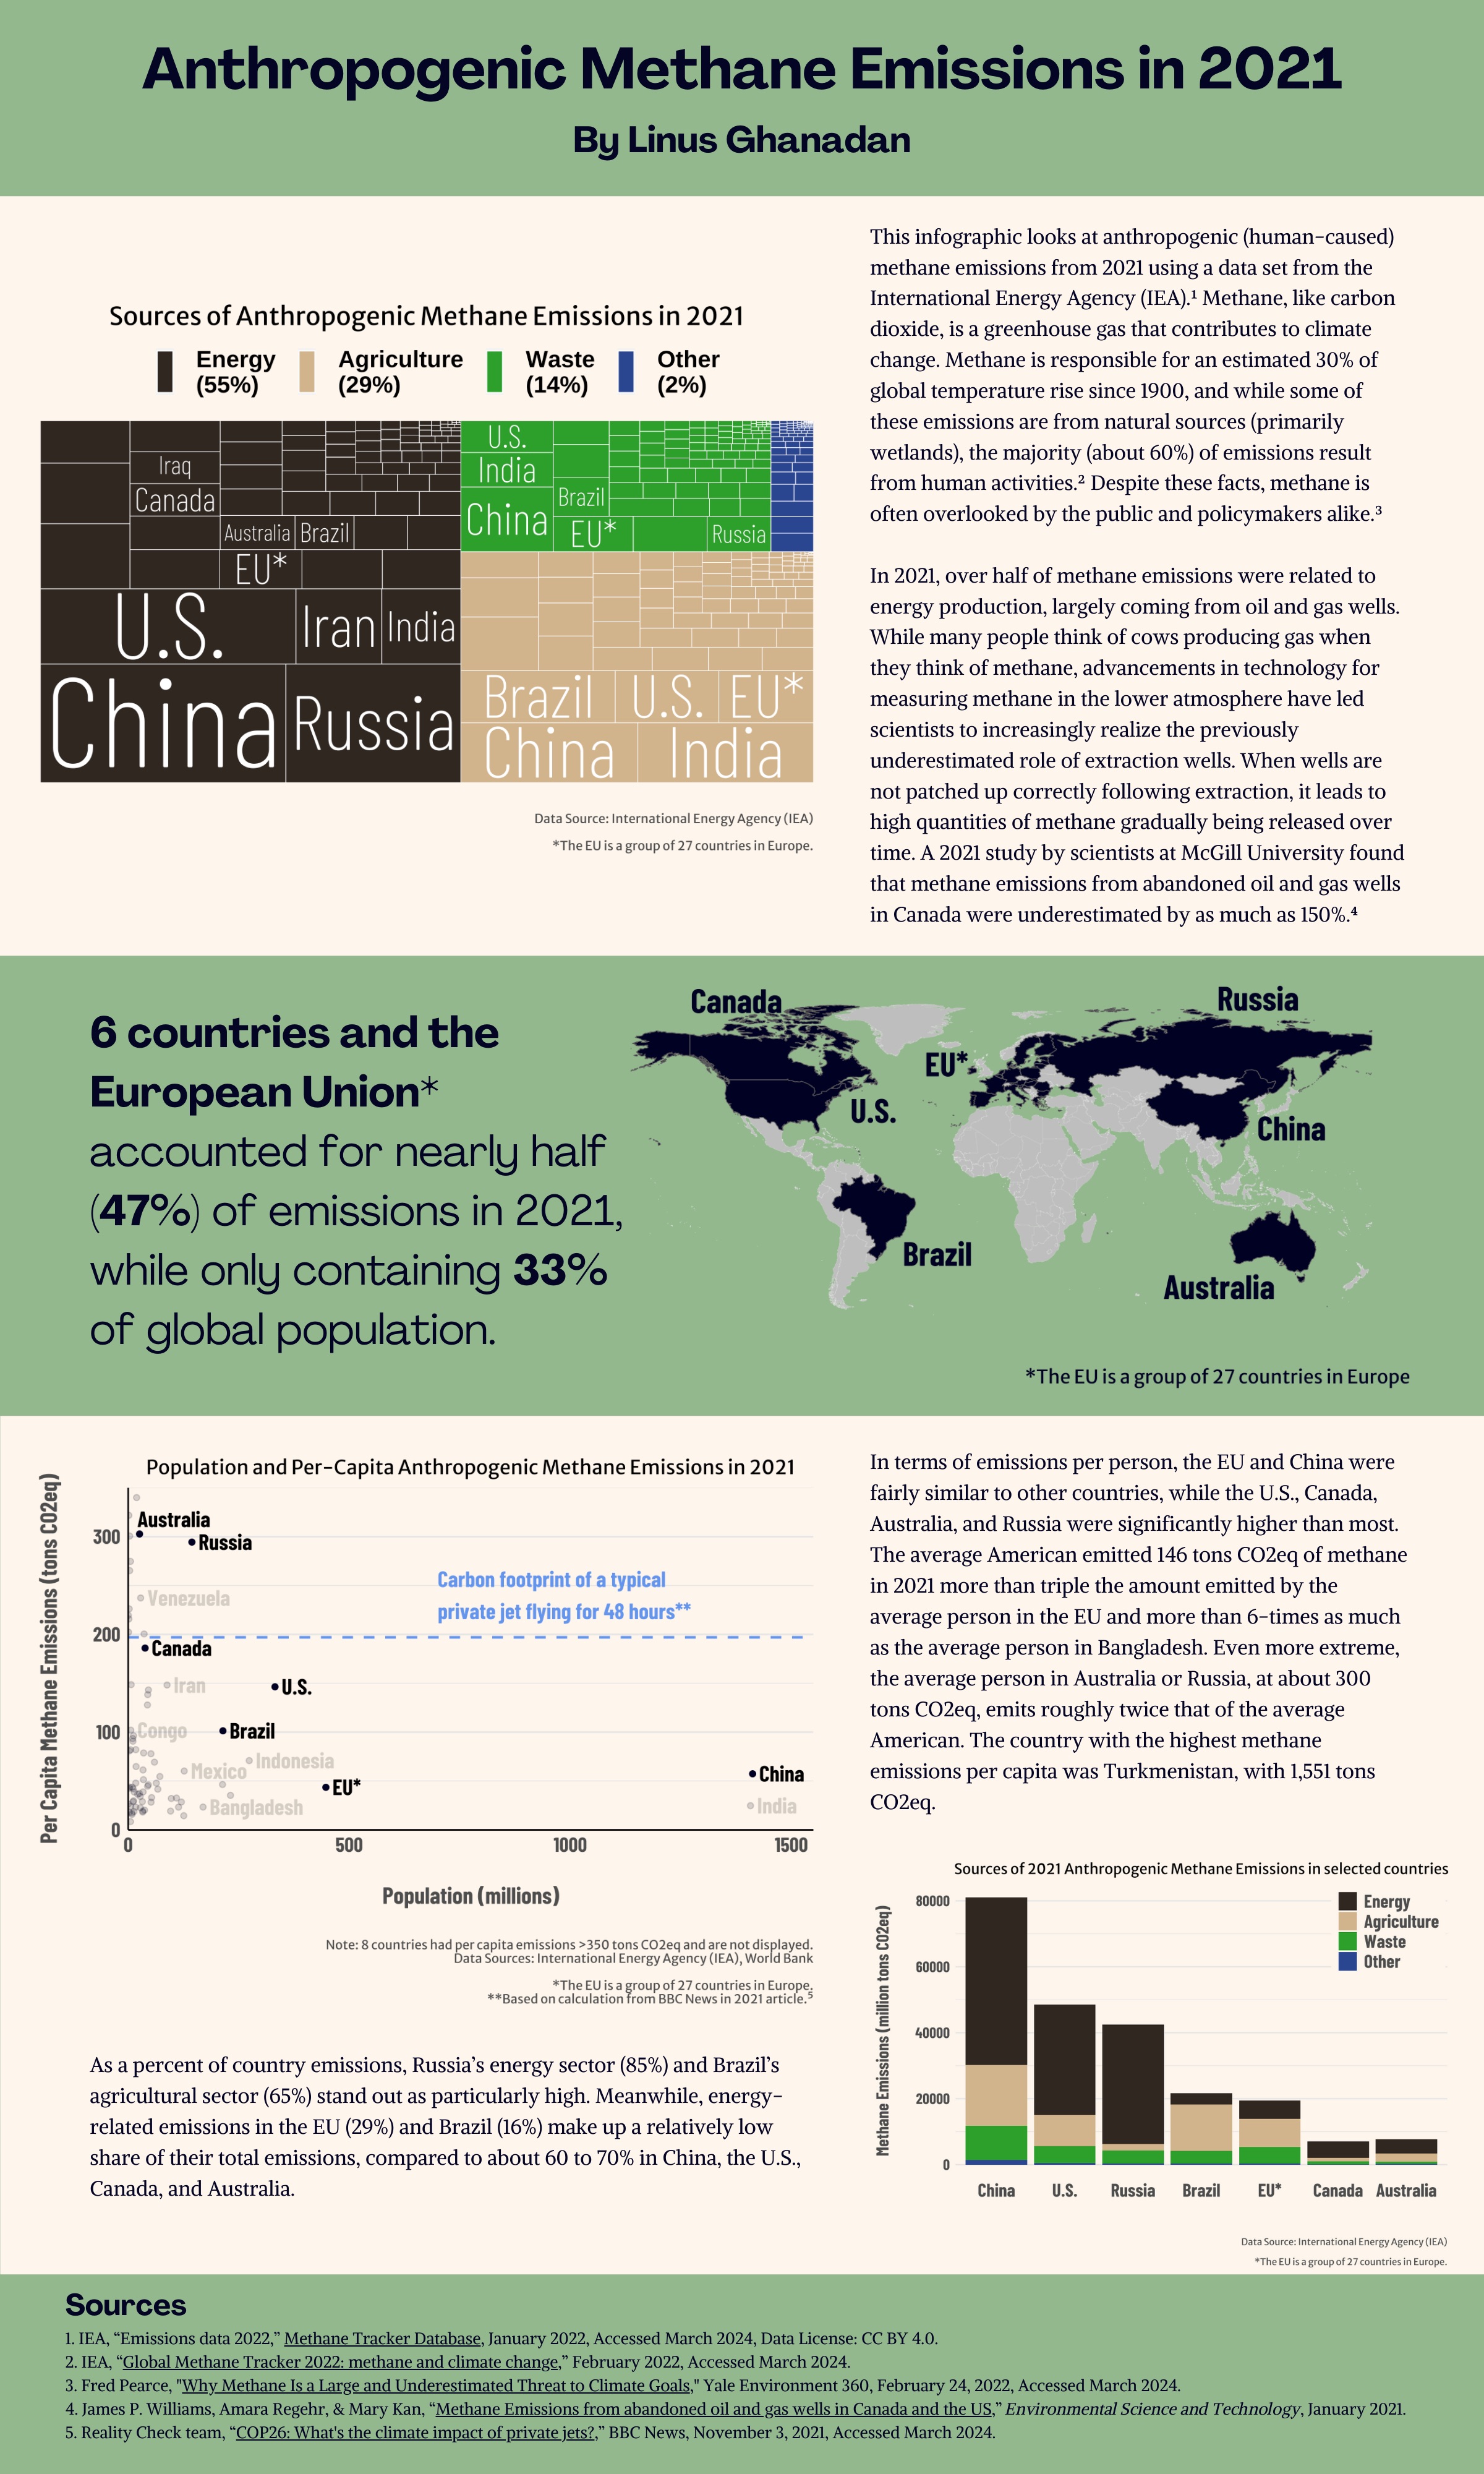 Anthropogenic Methane Emissions in 2021
By Linus Ghanadan
Sources of Anthropogenic Methane Emissions in 2021
Energy
(55%)
Agriculture
(29%)
Waste
(14%)
Other
(2%)
Iraq
Canada
Australia
Brazil
EU*
U.S.
Iran
India
China
Russia
U.S.
India
China
Brazil
EU*
Russia
Brazil
U.S.
EU*
China
India
Data Source: International Energy Agency (IEA)
*The EU is a group of 27 countries in Europe.
This infographic looks at anthropogenic (human-caused)
methane emissions from 2021 using a data set from the
International Energy Agency (IEA).¹ Methane, like carbon
dioxide, is a greenhouse gas that contributes to climate
change. Methane is responsible for an estimated 30% of
global temperature rise since 1900, and while some of
these emissions are from natural sources (primarily
wetlands), the majority (about 60%) of emissions result
from human activities.² Despite these facts, methane is
often overlooked by the public and policymakers alike.³
In 2021, over half of methane emissions were related to
energy production, largely coming from oil and gas wells.
While many people think of cows producing gas when
they think of methane, advancements in technology for
measuring methane in the lower atmosphere have led
scientists to increasingly realize the previously
underestimated role of extraction wells. When wells are
not patched up correctly following extraction, it leads to
high quantities of methane gradually being released over
time. A 2021 study by scientists at McGill University found
that methane emissions from abandoned oil and gas wells
in Canada were underestimated by as much as 150%.⁴
6 countries and the
European Union*
accounted for nearly half
(47%) of emissions in 2021,
while only containing 33%
of global population.
Canada
Russia
EU*
U.S.
China
Brazil
Australia
*The EU is a group of 27 countries in Europe
Population and Per-Capita Anthropogenic Methane Emissions in 2021
Per Capita Methane Emissions (tons CO2eq)
300
200
100
0
Australia
Russia
Venezuela
Carbon footprint of a typical
private jet flying for 48 hours**
Canada
Iran
U.S.
Congo
Brazil
Indonesia
Mexico
EU*
China
Bangladesh
India
0
500
1000
1500
Population (millions)
Note: 8 countries had per capita emissions >350 tons CO2eq and are not displayed.
Data Sources: International Energy Agency (IEA), World Bank
*The EU is a group of 27 countries in Europe.
**Based on calculation from BBC News in 2021 article.⁵
As a percent of country emissions, Russia’s energy sector (85%) and Brazil’s
agricultural sector (65%) stand out as particularly high. Meanwhile, energy-
related emissions in the EU (29%) and Brazil (16%) make up a relatively low
share of their total emissions, compared to about 60 to 70% in China, the U.S.,
Canada, and Australia.
In terms of emissions per person, the EU and China were
fairly similar to other countries, while the U.S., Canada,
Australia, and Russia were significantly higher than most.
The average American emitted 146 tons CO2eq of methane
in 2021 more than triple the amount emitted by the
average person in the EU and more than 6-times as much
as the average person in Bangladesh. Even more extreme,
the average person in Australia or Russia, at about 300
tons CO2eq, emits roughly twice that of the average
American. The country with the highest methane
emissions per capita was Turkmenistan, with 1,551 tons
CO2eq.
Sources of 2021 Anthropogenic Methane Emissions in selected countries
Methane Emissions (million tons CO2eq)
80000
60000
40000
20000
0
Energy
Agriculture
Waste
Other
China
U.S.
Russia
Brazil
EU*
Canada
Australia
Data Source: International Energy Agency (IEA)
*The EU is a group of 27 countries in Europe.
Sources
1. IEA, “Emissions data 2022,” Methane Tracker Database, January 2022, Accessed March 2024, Data License: CC BY 4.0.
2. IEA, “Global Methane Tracker 2022: methane and climate change,” February 2022, Accessed March 2024.
3. Fred Pearce, "Why Methane Is a Large and Underestimated Threat to Climate Goals," Yale Environment 360, February 24, 2022, Accessed March 2024.
4. James P. Williams, Amara Regehr, & Mary Kan, “Methane Emissions from abandoned oil and gas wells in Canada and the US,” Environmental Science and Technology, January 2021.
5. Reality Check team, “COP26: What's the climate impact of private jets?,” BBC News, November 3, 2021, Accessed March 2024.